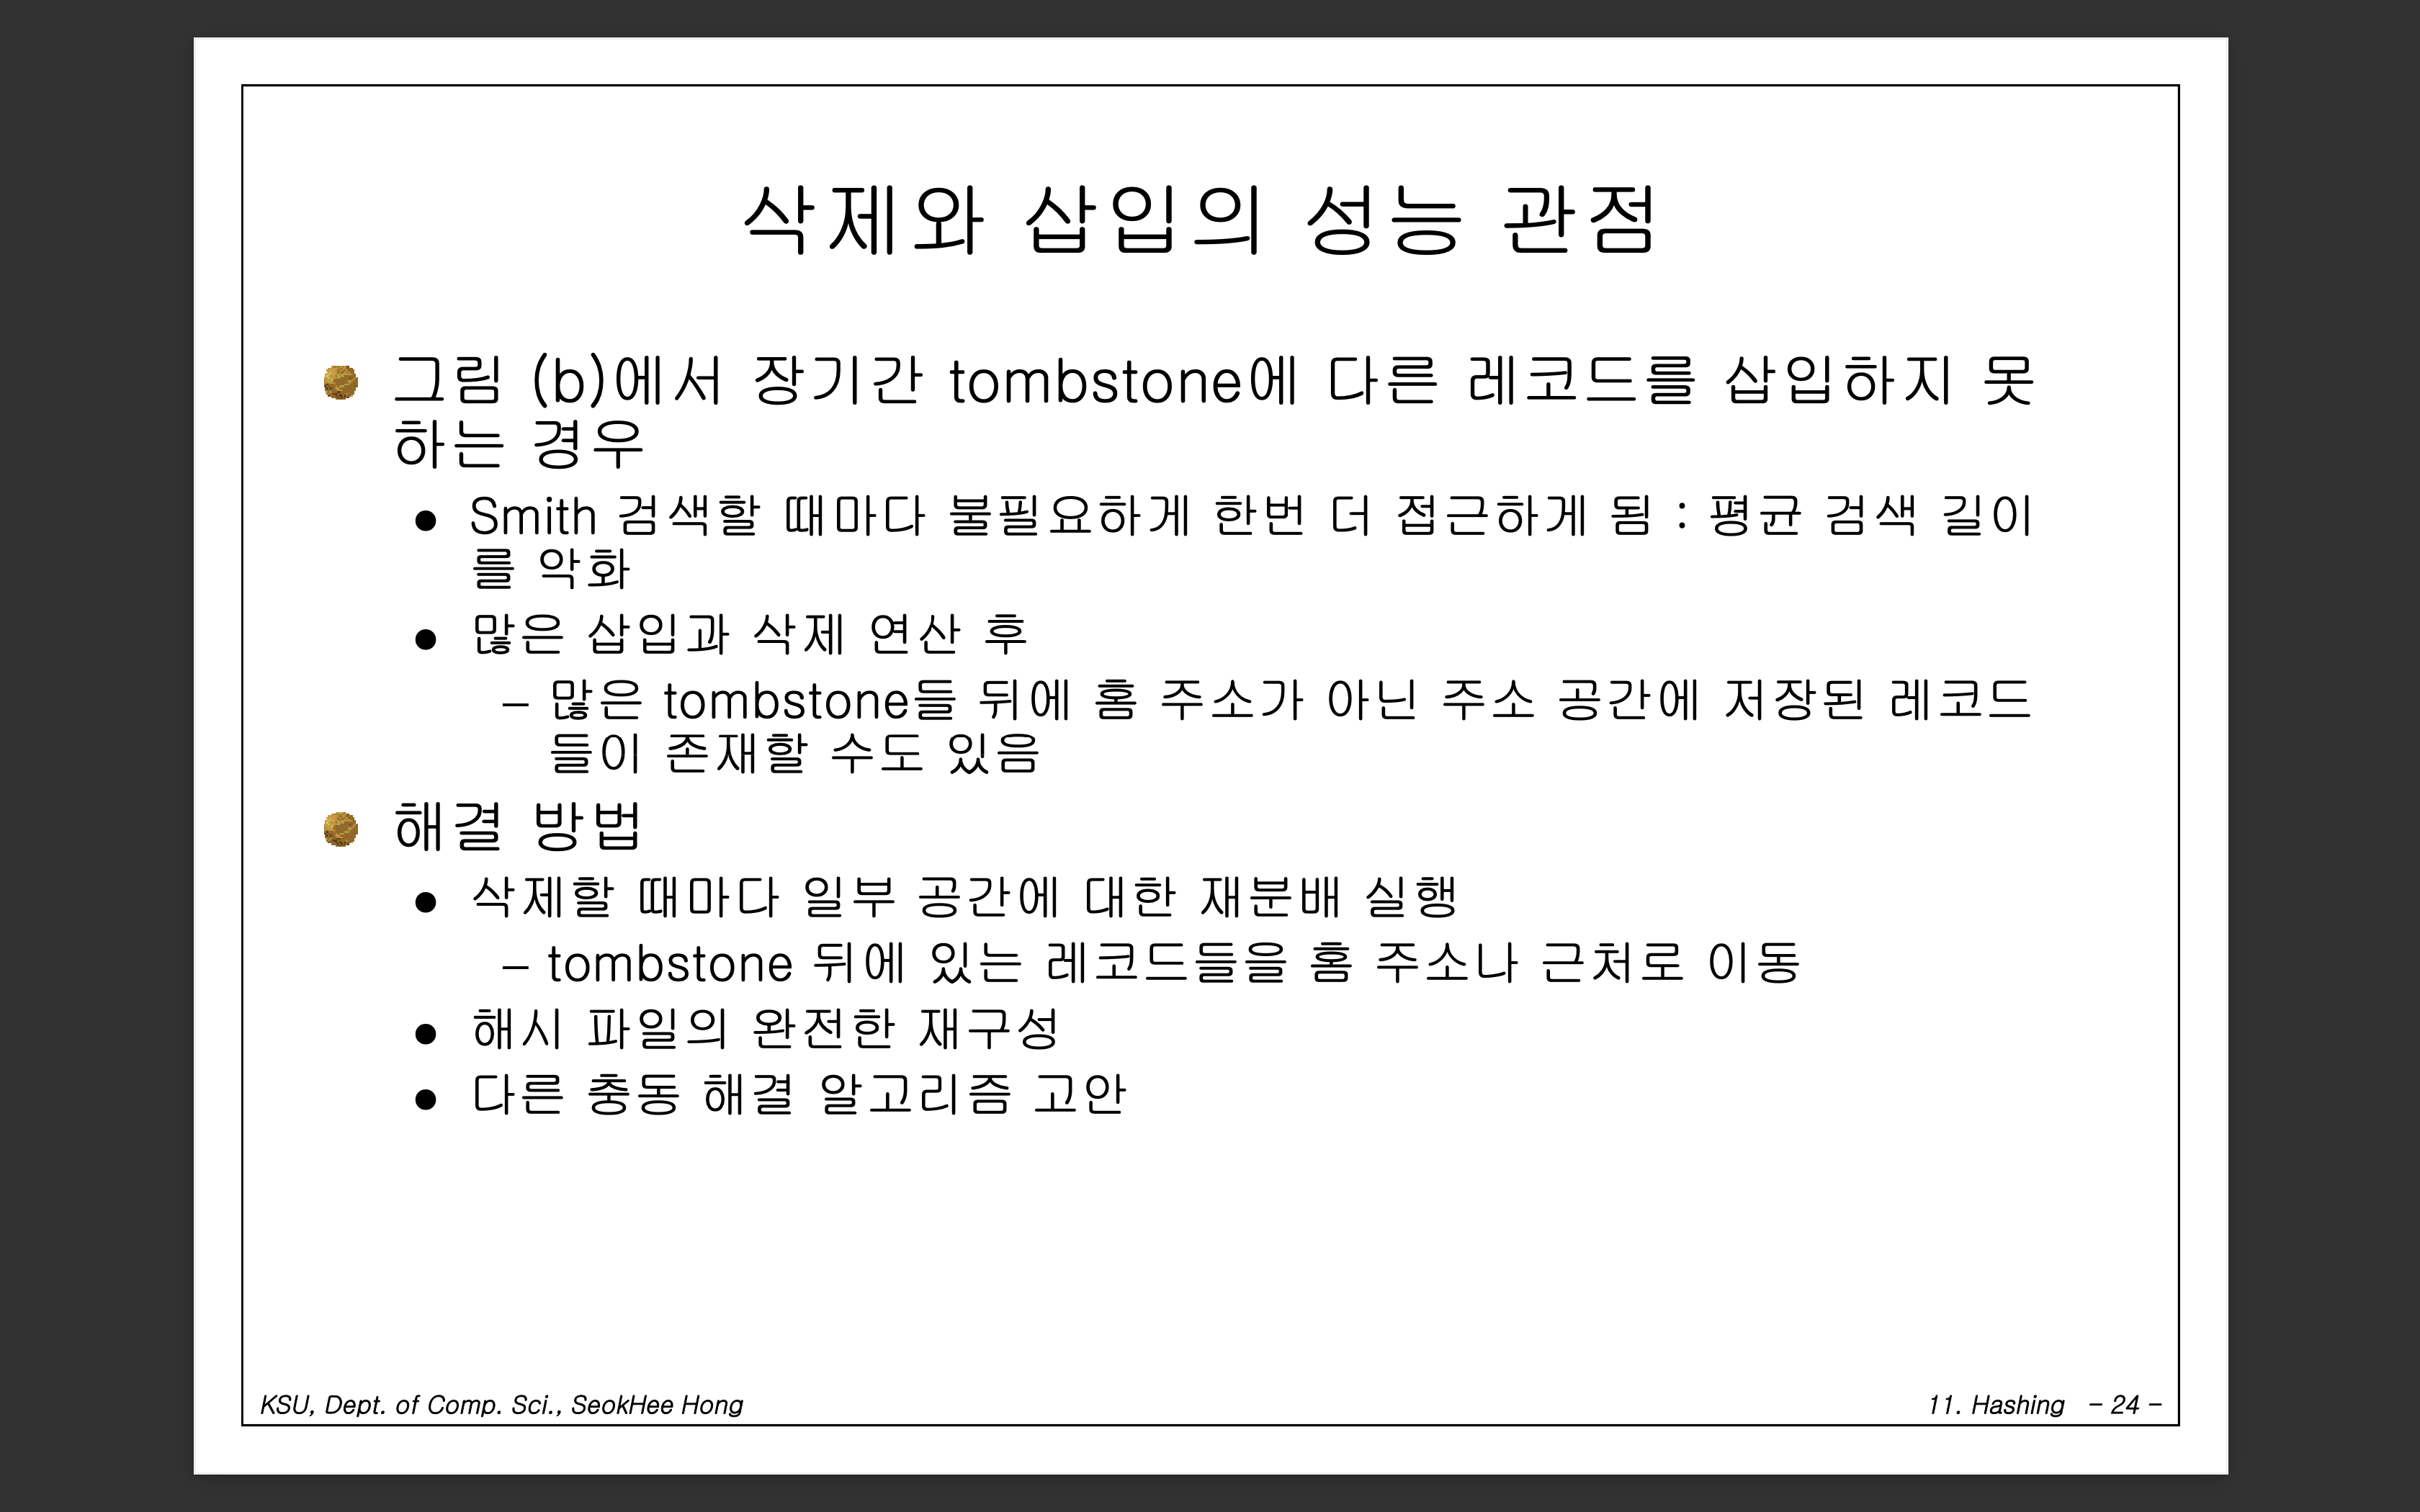 삭제와 삽입의 성능 관점
그림 (b)에서 장기간 tombstone에 다른 레코드를 삽입하지 못
하는 경우
Smith 검색할 때마다 불필요하게 한번 더 접근하게 됨 : 평균 검색 길이
를 악화
많은 삽입과 삭제 연산 후
– 많은 tombstone들 뒤에 홈 주소가 아닌 주소 공간에 저장된 레코드
들이 존재할 수도 있음
해결 방법
삭제할 때마다 일부 공간에 대한 재분배 실행
– tombstone 뒤에 있는 레코드들을 홈 주소나 근처로 이동
해시 파일의 완전한 재구성
다른 충동 해결 알고리즘 고안
KSU, Dept. of Comp. Sci., SeokHee Hong
11. Hashing – 24 –